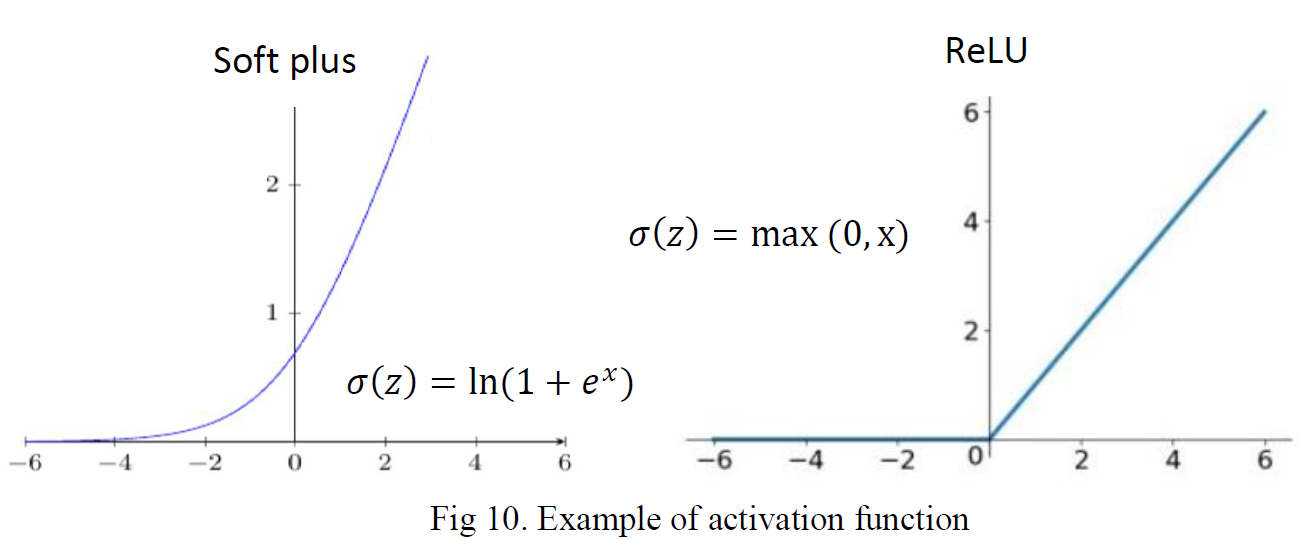 Soft plus
2
1
σ(z) = ln(1 + eˣ)
−6 −4 −2 0 2 4 6
ReLU
6
4
σ(z) = max (0, x)
2
−6 −4 −2 0 2 4 6
Fig 10. Example of activation function